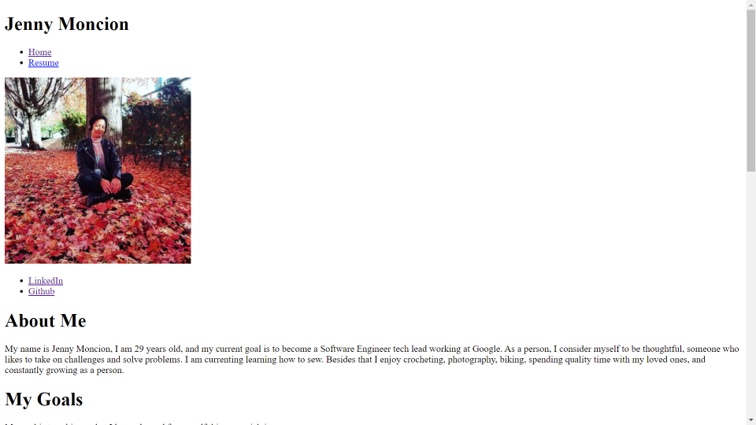 Jenny Moncion
Home
Resume
LinkedIn
Github
About Me
My name is Jenny Moncion, I am 29 years old, and my current goal is to become a Software Engineer tech lead working at Google. As a person, I consider myself to be thoughtful, someone who
likes to take on challenges and solve problems. I am currenting learning how to sew. Besides that I enjoy crocheting, photography, biking, spending quality time with my loved ones, and
constantly growing as a person.
My Goals